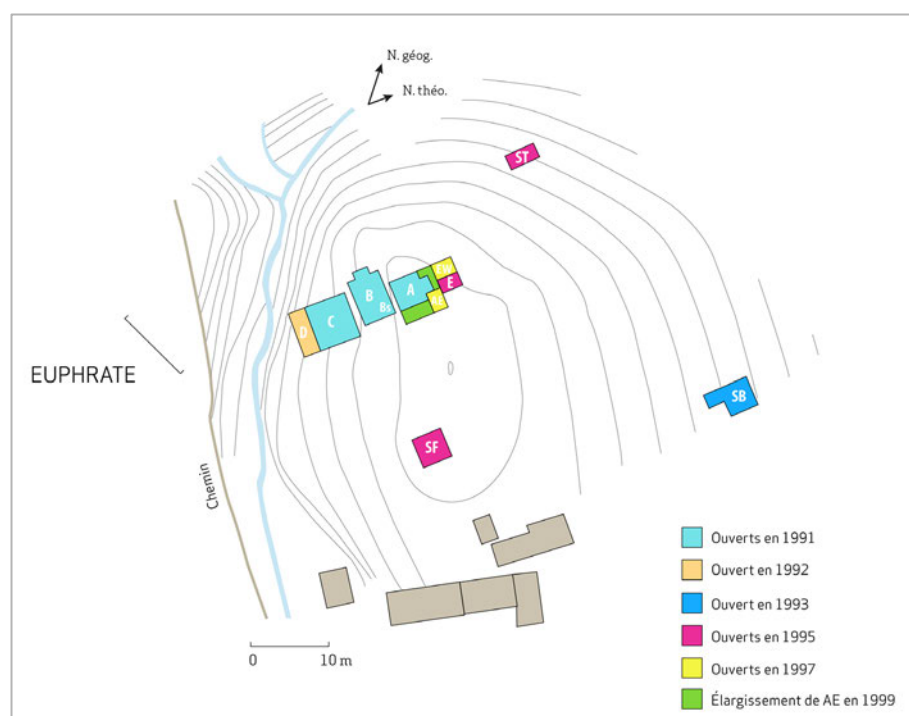 N. géog.
N. théo.
ST
E
A
B
Bs
AE
C
D
EUPHRATE
SB
SF
Chemin
Ouverts en 1991
Ouvert en 1992
Ouvert en 1993
Ouverts en 1995
Ouverts en 1997
Élargissement de AE en 1999
0 10 m